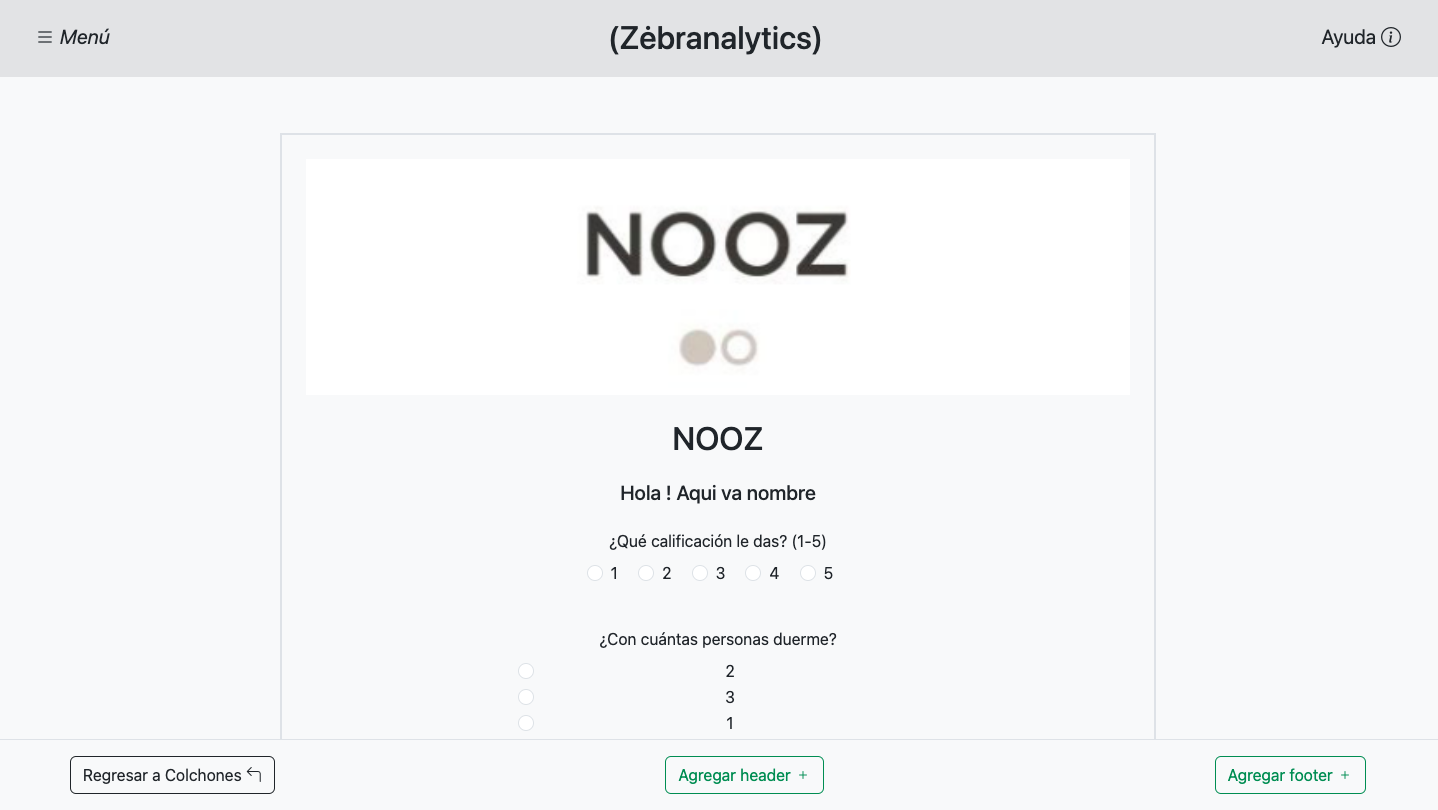 Menú
(Zėbranalytics)
Ayuda
NOOZ
NOOZ
Hola ! Aqui va nombre
¿Qué calificación le das? (1-5)
1 2 3 4 5
¿Con cuántas personas duerme?
2
3
1
Regresar a Colchones
Agregar header +
Agregar footer +